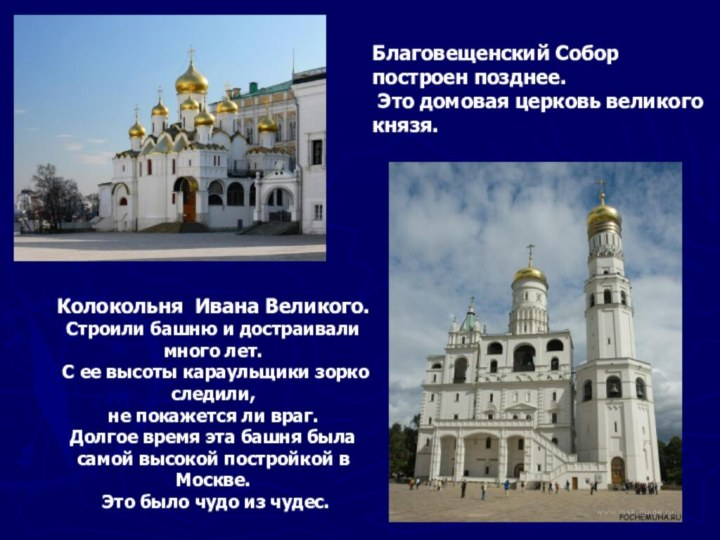 Благовещенский Собор
построен позднее.
Это домовая церковь великого
князя.
Колокольня Ивана Великого.
Строили башню и достраивали
много лет.
С ее высоты караульщики зорко
следили,
не покажется ли враг.
Долгое время эта башня была
самой высокой постройкой в
Москве.
Это было чудо из чудес.
POCHEMUHA.RU